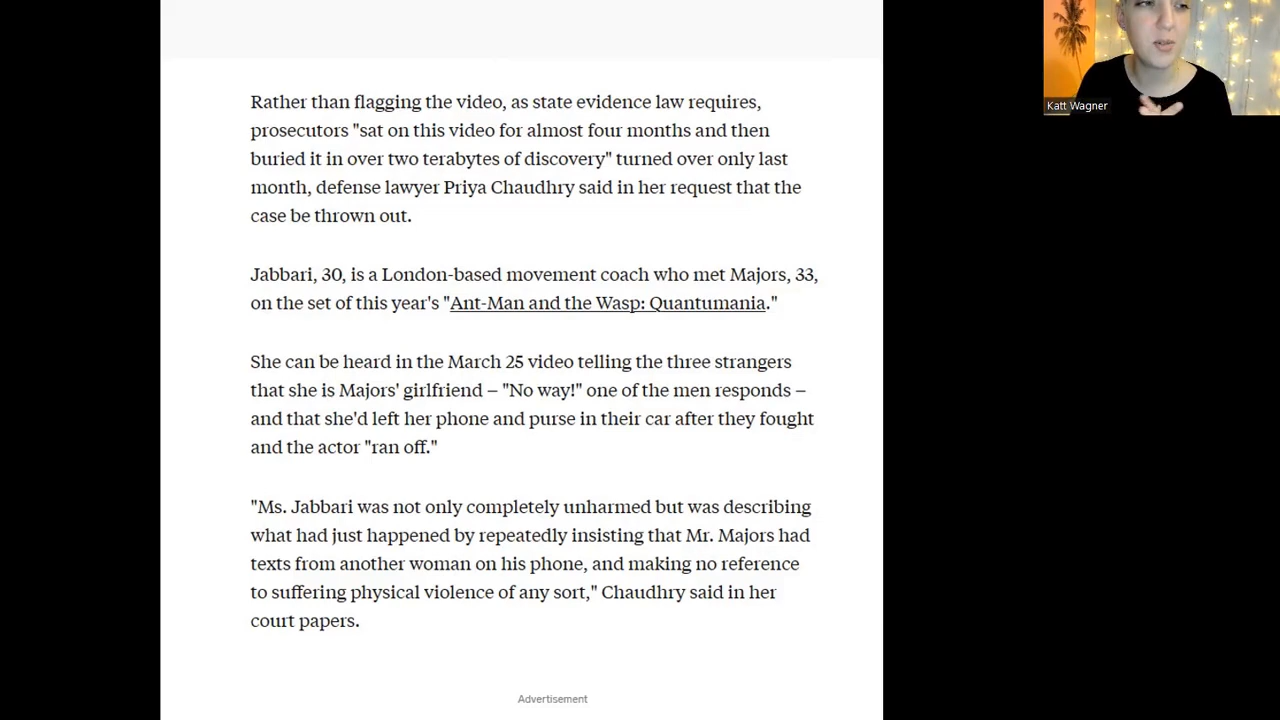 Rather than flagging the video, as state evidence law requires,
prosecutors "sat on this video for almost four months and then
buried it in over two terabytes of discovery" turned over only last
month, defense lawyer Priya Chaudhry said in her request that the
case be thrown out.
Jabbari, 30, is a London-based movement coach who met Majors, 33,
on the set of this year's "Ant-Man and the Wasp: Quantumania."
She can be heard in the March 25 video telling the three strangers
that she is Majors' girlfriend – "No way!" one of the men responds –
and that she'd left her phone and purse in their car after they fought
and the actor "ran off."
"Ms. Jabbari was not only completely unharmed but was describing
what had just happened by repeatedly insisting that Mr. Majors had
texts from another woman on his phone, and making no reference
to suffering physical violence of any sort," Chaudhry said in her
court papers.
Advertisement
Katt Wagner